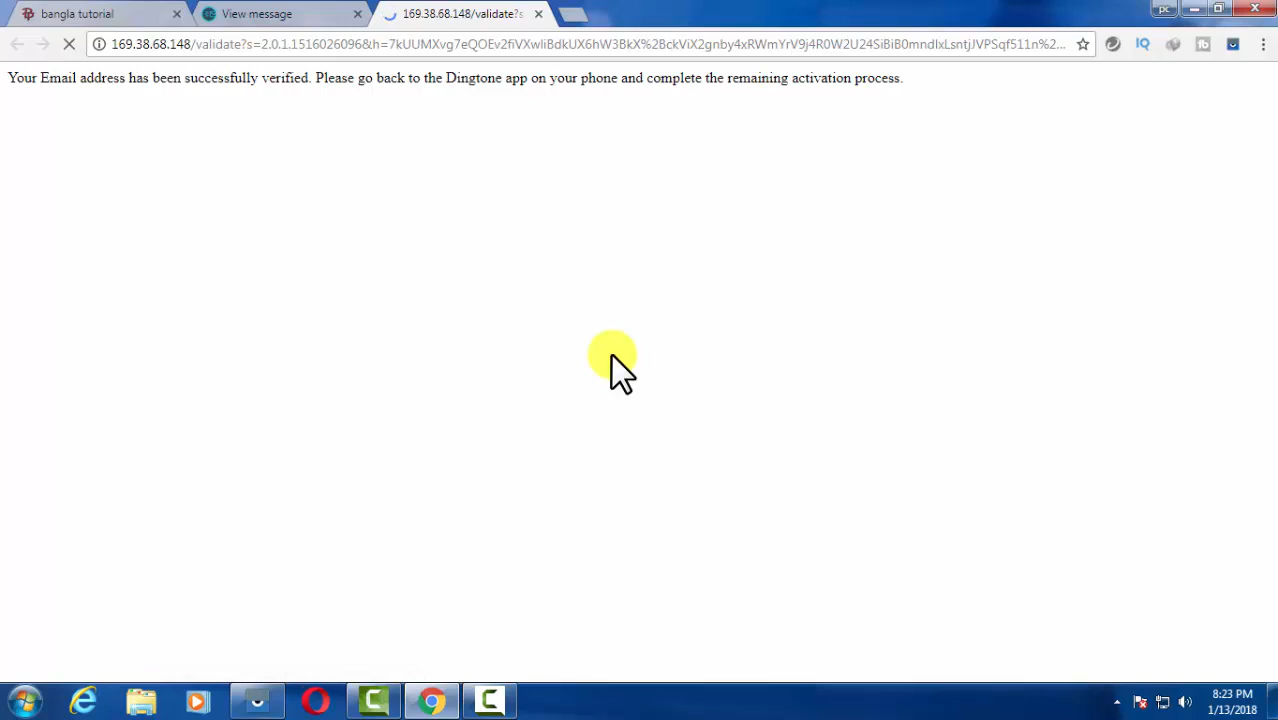 bangla tutorial
View message
169.38.68.148/validate?s
pc
169.38.68.148/validate?s=2.0.1.1516026096&h=7kUUMXvg7eQOEv2fiVXwliBdkUX6hW3BkX%2BckViX2gnby4xRWmYrV9j4R0W2U24SiBiB0mndlxLsntjJVPSqf511n%2...
Your Email address has been successfully verified. Please go back to the Dingtone app on your phone and complete the remaining activation process.
8:23 PM
1/13/2018